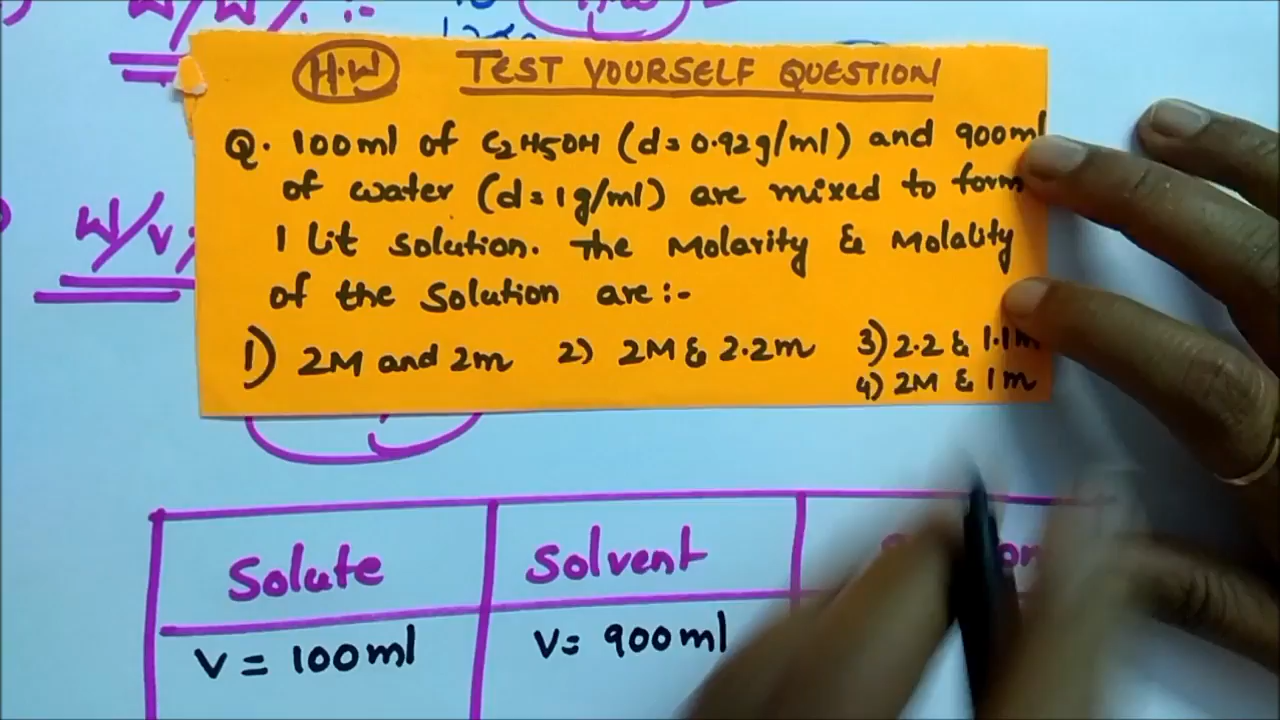 W/W :-
H.W TEST YOURSELF QUESTION
Q. 100ml of C2H5OH (d=0.92g/ml) and 900ml
of water (d=1g/ml) are mixed to form
1 Lit solution. The Molarity & Molality
of the Solution are:-
1) 2M and 2m 2) 2M & 2.2m 3) 2.2 & 1.1m
4) 2M & 1m
W/V
Solute Solvent
V = 100ml V= 900ml